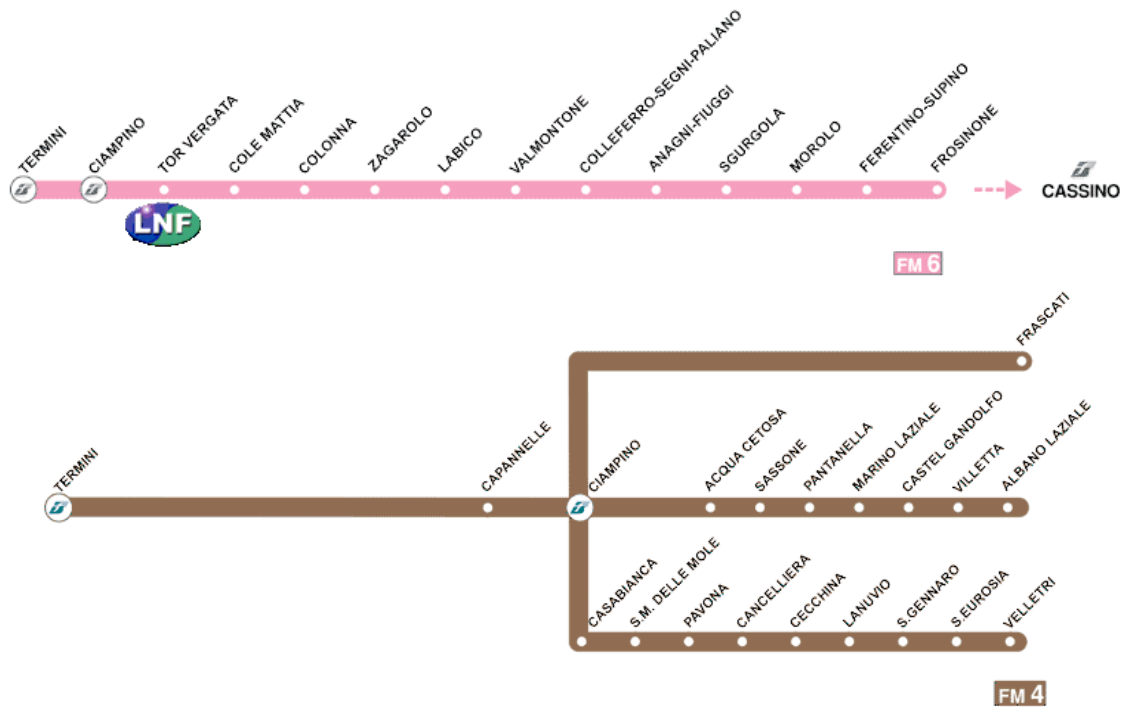 TERMINI
CIAMPINO
TOR VERGATA
COLE MATTIA
COLONNA
ZAGAROLO
LABICO
VALMONTONE
COLLEFERRO-SEGNI-PALIANO
ANAGNI-FIUGGI
SGURGOLA
MOROLO
FERENTINO-SUPINO
FROSINONE
CASSINO
LNF
FM 6
FRASCATI
TERMINI
CAPANNELLE
CIAMPINO
ACQUA CETOSA
SASSONE
PANTANELLA
MARINO LAZIALE
CASTEL GANDOLFO
VILLETTA
ALBANO LAZIALE
CASABIANCA
S.M. DELLE MOLE
PAVONA
CANCELLIERA
CECCHINA
LANUVIO
S.GENNARO
S.EUROSIA
VELLETRI
FM 4